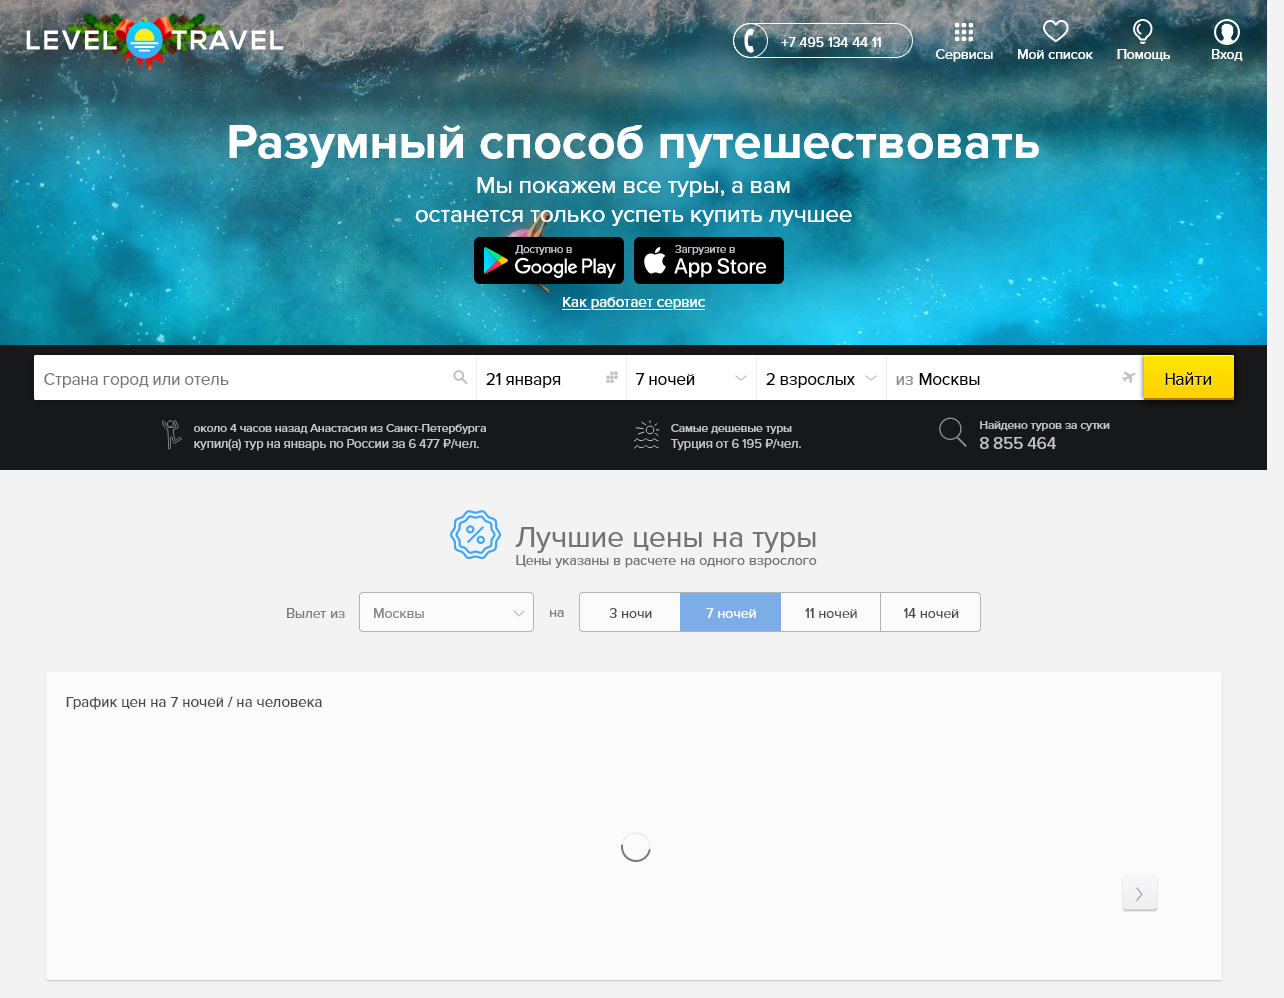 LEVEL TRAVEL
+7 495 134 44 11
Сервисы
Мой список
Помощь
Вход
Разумный способ путешествовать
Мы покажем все туры, а вам
останется только успеть купить лучшее
Доступно в
Google Play
Загрузите в
App Store
Как работает сервис
Страна город или отель
21 января
7 ночей
2 взрослых
из Москвы
Найти
около 4 часов назад Анастасия из Санкт-Петербурга
купил(а) тур на январь по России за 6 477 ₽/чел.
Самые дешевые туры
Турция от 6 195 ₽/чел.
Найдено туров за сутки
8 855 464
Лучшие цены на туры
Цены указаны в расчете на одного взрослого
Вылет из
Москвы
на
3 ночи
7 ночей
11 ночей
14 ночей
График цен на 7 ночей / на человека